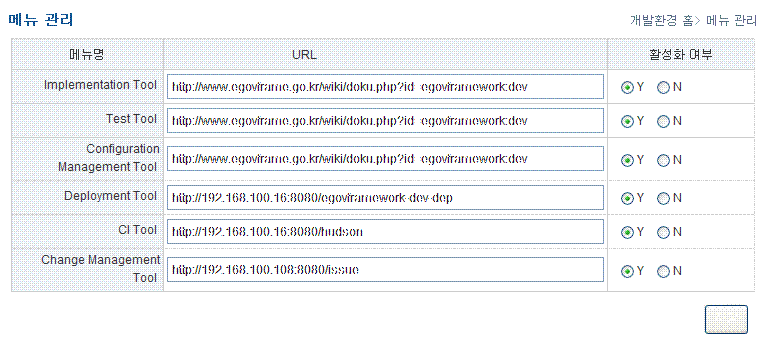 메뉴 관리
개발환경 홈> 메뉴 관리
메뉴명 URL 활성화 여부
Implementation Tool http://www.egovframe.go.kr/wiki/doku.php?id=egovframework:dev Y N
Test Tool http://www.egovframe.go.kr/wiki/doku.php?id=egovframework:dev Y N
Configuration
Management Tool http://www.egovframe.go.kr/wiki/doku.php?id=egovframework:dev Y N
Deployment Tool http://192.168.100.16:8080/egovframework-dev-dep Y N
CI Tool http://192.168.100.16:8080/hudson Y N
Change Management
Tool http://192.168.100.108:8080/issue Y N